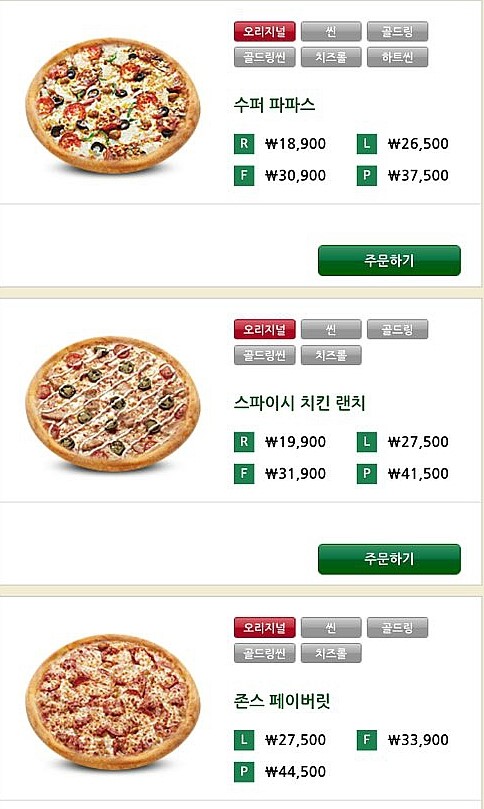 오리지널 씬 골드링
골드링씬 치즈롤 하트씬
수퍼 파파스
R ₩18,900 L ₩26,500
F ₩30,900 P ₩37,500
주문하기
오리지널 씬 골드링
골드링씬 치즈롤
스파이시 치킨 랜치
R ₩19,900 L ₩27,500
F ₩31,900 P ₩41,500
주문하기
오리지널 씬 골드링
골드링씬 치즈롤
존스 페이버릿
L ₩27,500 F ₩33,900
P ₩44,500